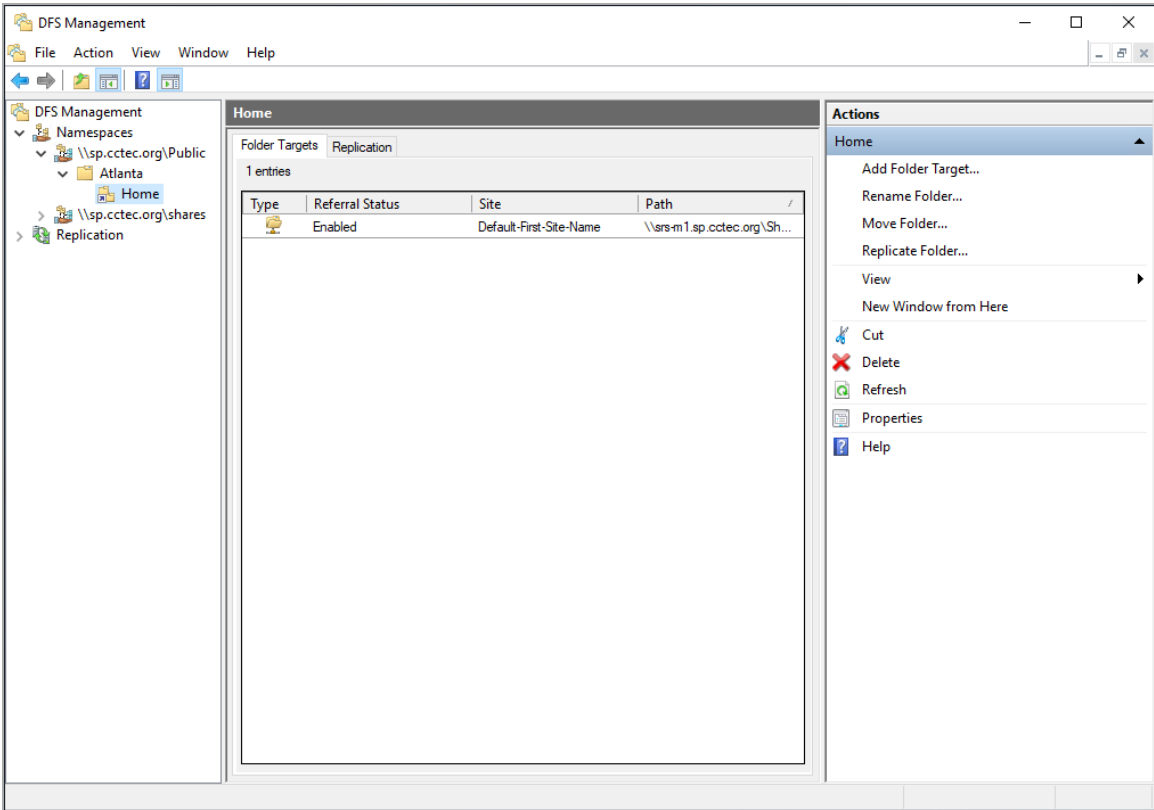 DFS Management
File Action View Window Help
DFS Management
Namespaces
\\sp.cctec.org\Public
Atlanta
Home
\\sp.cctec.org\shares
Replication
Home
Folder Targets Replication
1 entries
Type Referral Status Site Path
Enabled Default-First-Site-Name \\srs-m1.sp.cctec.org\Sh...
Actions
Home
Add Folder Target...
Rename Folder...
Move Folder...
Replicate Folder...
View
New Window from Here
Cut
Delete
Refresh
Properties
Help